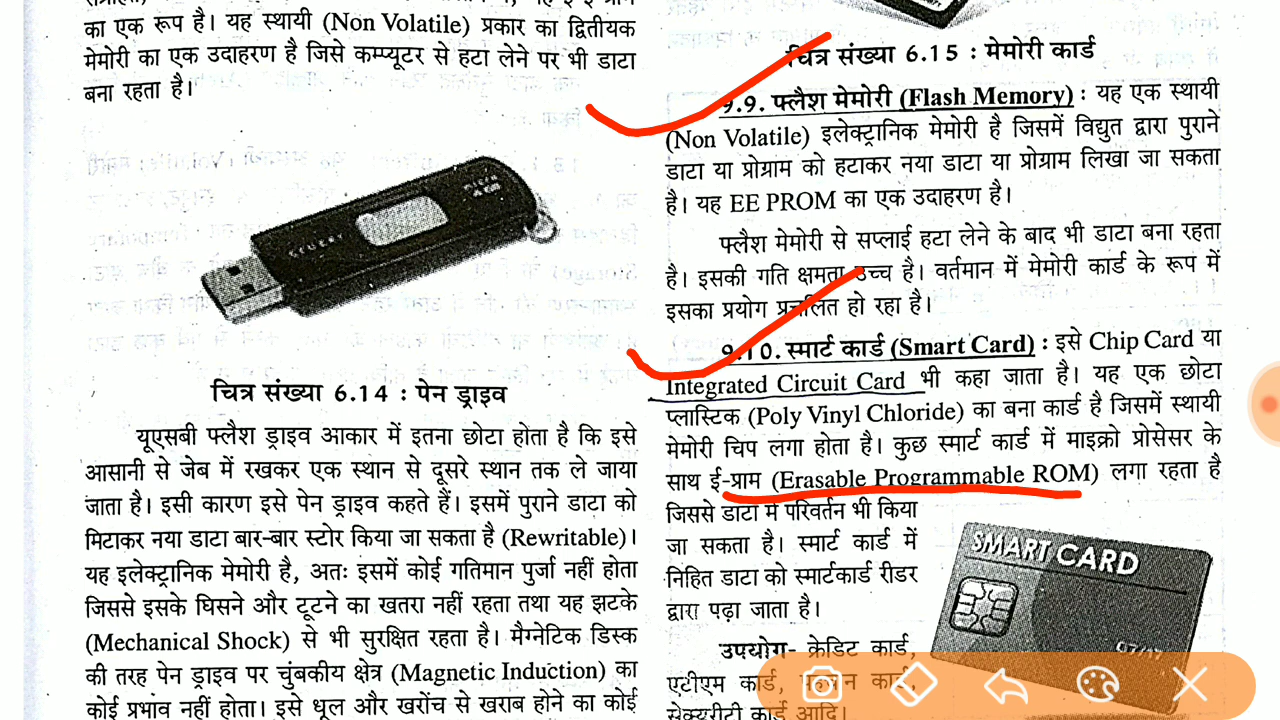 का एक रूप है। यह स्थायी (Non Volatile) प्रकार का द्वितीयक
मेमोरी का एक उदाहरण है जिसे कम्प्यूटर से हटा लेने पर भी डाटा
बना रहता है।
चित्र संख्या 6.14 : पेन ड्राइव
यूएसबी फ्लैश ड्राइव आकार में इतना छोटा होता है कि इसे
आसानी से जेब में रखकर एक स्थान से दूसरे स्थान तक ले जाया
जाता है। इसी कारण इसे पेन ड्राइव कहते हैं। इसमें पुराने डाटा को
मिटाकर नया डाटा बार-बार स्टोर किया जा सकता है (Rewritable)।
यह इलेक्ट्रानिक मेमोरी है, अतः इसमें कोई गतिमान पुर्जा नहीं होता
जिससे इसके घिसने और टूटने का खतरा नहीं रहता तथा यह झटके
(Mechanical Shock) से भी सुरक्षित रहता है। मैग्नेटिक डिस्क
की तरह पेन ड्राइव पर चुंबकीय क्षेत्र (Magnetic Induction) का
कोई प्रभाव नहीं होता। इसे धूल और खरोंच से खराब होने का कोई
चित्र संख्या 6.15 : मेमोरी कार्ड
9.9. फ्लैश मेमोरी (Flash Memory) : यह एक स्थायी
(Non Volatile) इलेक्ट्रानिक मेमोरी है जिसमें विद्युत द्वारा पुराने
डाटा या प्रोग्राम को हटाकर नया डाटा या प्रोग्राम लिखा जा सकता
है। यह EE PROM का एक उदाहरण है।
फ्लैश मेमोरी से सप्लाई हटा लेने के बाद भी डाटा बना रहता
है। इसकी गति क्षमता उच्च है। वर्तमान में मेमोरी कार्ड के रूप में
इसका प्रयोग प्रचलित हो रहा है।
9.10. स्मार्ट कार्ड (Smart Card) : इसे Chip Card या
Integrated Circuit Card भी कहा जाता है। यह एक छोटा
प्लास्टिक (Poly Vinyl Chloride) का बना कार्ड है जिसमें स्थायी
मेमोरी चिप लगा होता है। कुछ स्मार्ट कार्ड में माइक्रो प्रोसेसर के
साथ ई-प्राम (Erasable Programmable ROM) लगा रहता है
जिससे डाटा में परिवर्तन भी किया
जा सकता है। स्मार्ट कार्ड में
निहित डाटा को स्मार्टकार्ड रीडर
द्वारा पढ़ा जाता है।
SMART CARD
उपयोग- क्रेडिट कार्ड,
एटीएम कार्ड, पहचान कार्ड,
सेक्यूरीटी कार्ड आदि।